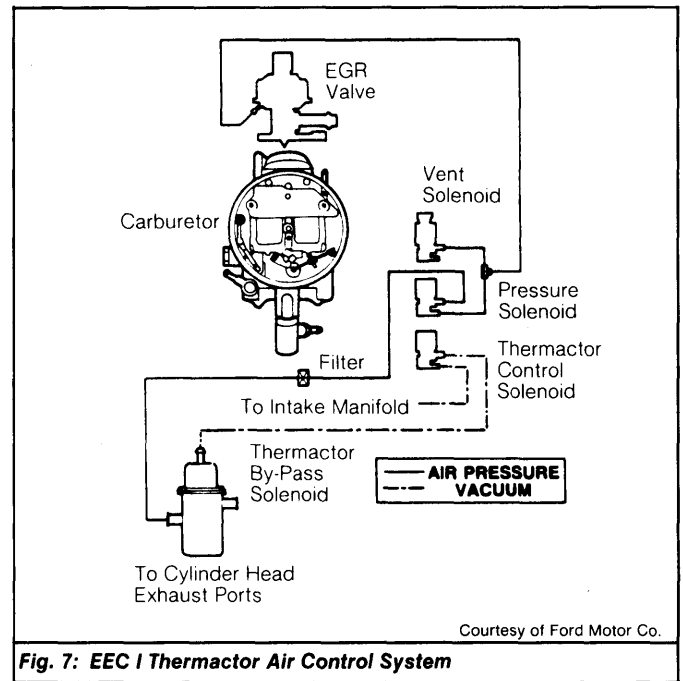 EGR
Valve
Vent
Solenoid
Carburetor
Pressure
Solenoid
Thermactor
Control
Solenoid
Filter
To Intake Manifold
Thermactor
By-Pass
Solenoid
AIR PRESSURE
VACUUM
To Cylinder Head
Exhaust Ports
Courtesy of Ford Motor Co.
Fig. 7: EEC I Thermactor Air Control System